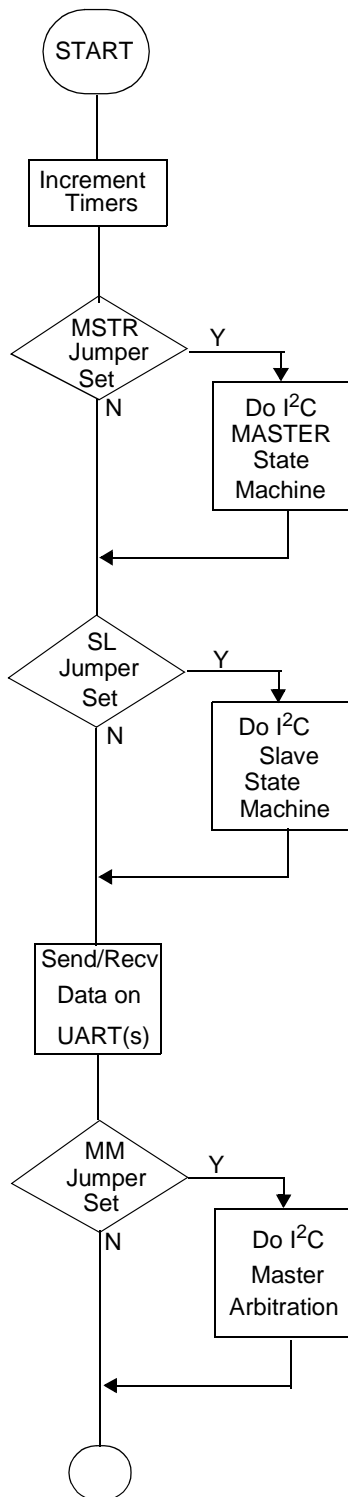 START
Increment
Timers
MSTR
Jumper
Set
Y
N
Do I²C
MASTER
State
Machine
SL
Jumper
Set
Y
N
Do I²C
Slave
State
Machine
Send/Recv
Data on
UART(s)
MM
Jumper
Set
Y
N
Do I²C
Master
Arbitration